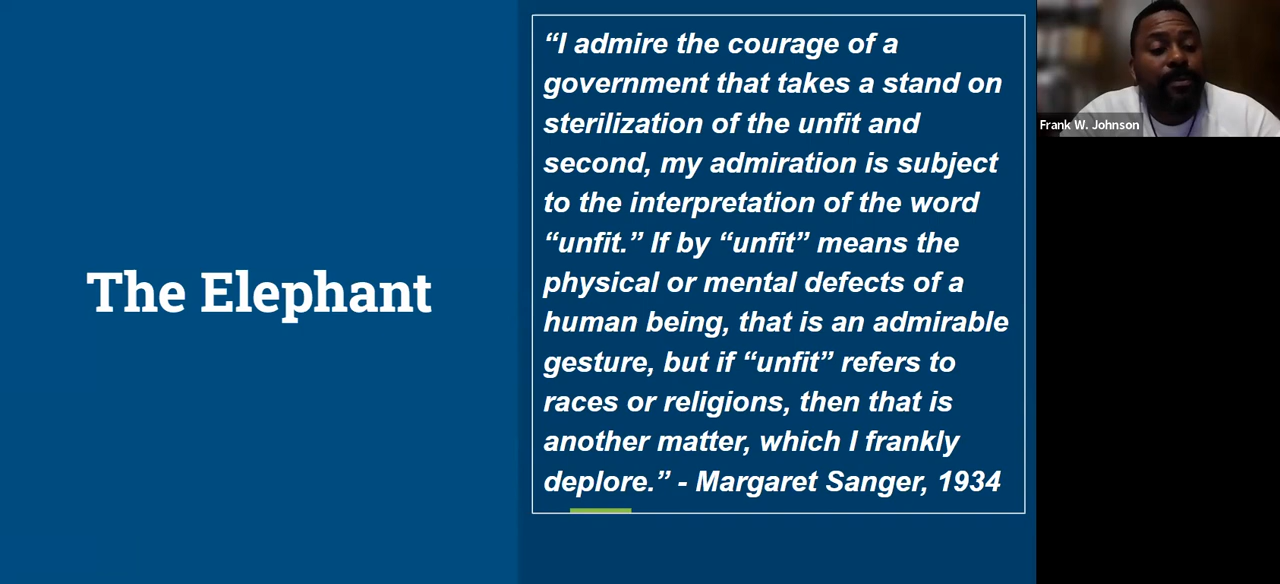 The Elephant
“I admire the courage of a
government that takes a stand on
sterilization of the unfit and
second, my admiration is subject
to the interpretation of the word
“unfit.” If by “unfit” means the
physical or mental defects of a
human being, that is an admirable
gesture, but if “unfit” refers to
races or religions, then that is
another matter, which I frankly
deplore.” - Margaret Sanger, 1934
Frank W. Johnson